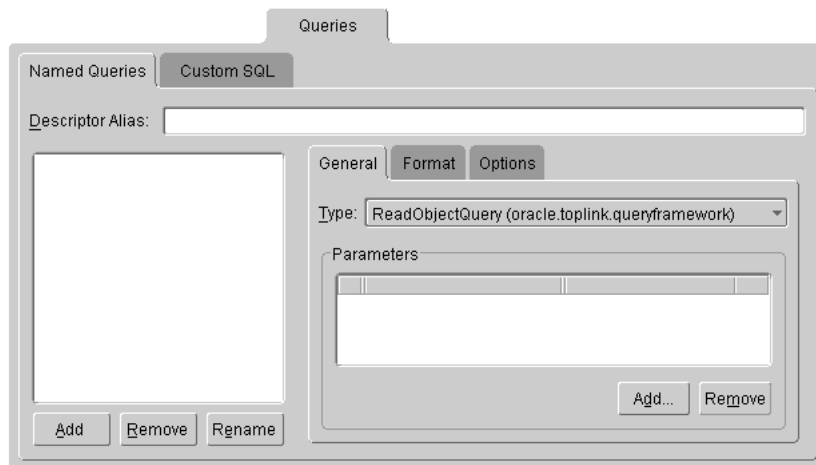 Queries
Named Queries Custom SQL
Descriptor Alias:
General Format Options
Type: ReadObjectQuery (oracle.toplink.queryframework)
Parameters
Add... Remove
Add Remove Rename